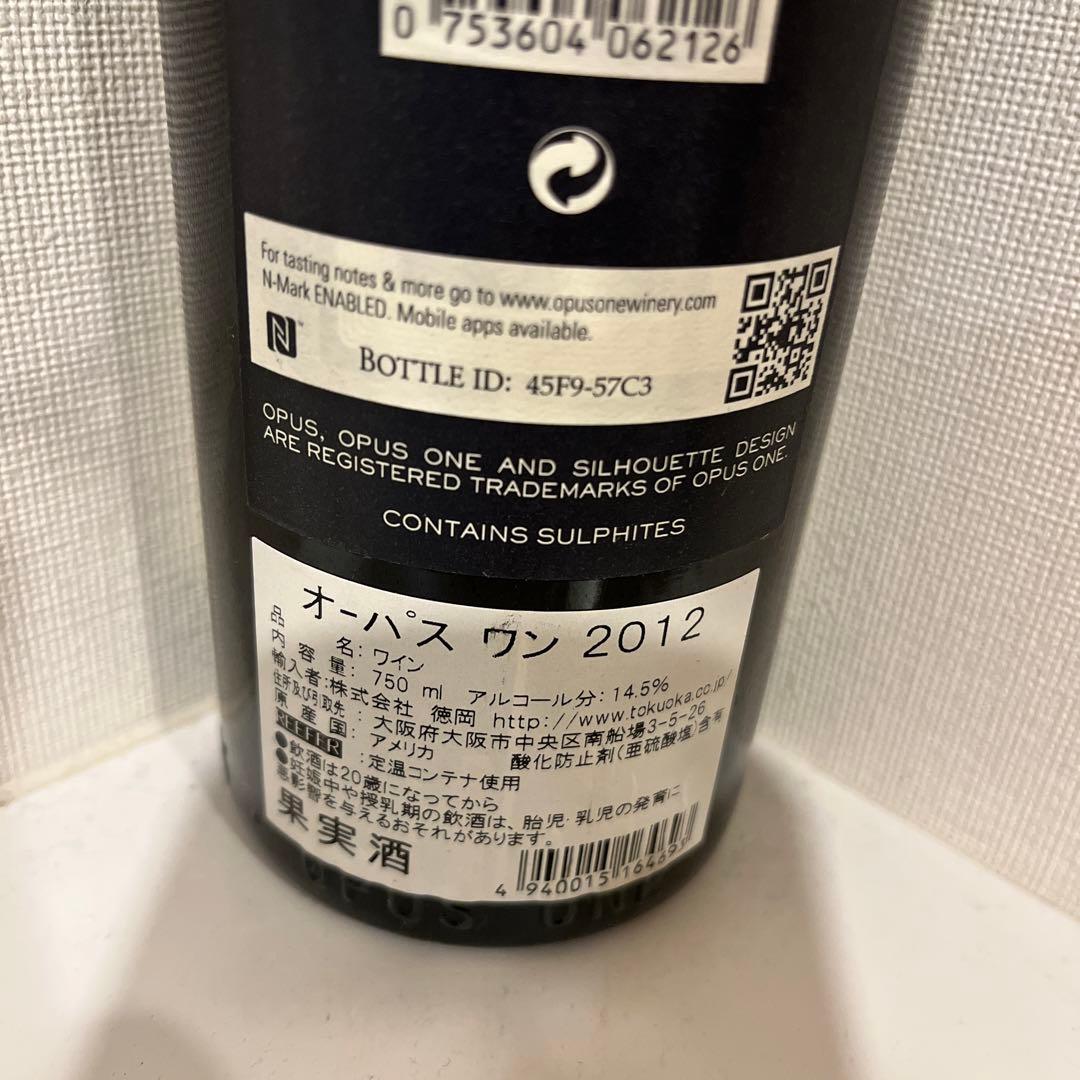 0 753604 062126
For tasting notes & more go to www.opusonewinery.com
N-Mark ENABLED. Mobile apps available.
BOTTLE ID: 45F9-57C3
OPUS, OPUS ONE AND SILHOUETTE DESIGN
ARE REGISTERED TRADEMARKS OF OPUS ONE.
CONTAINS SULPHITES
オーパス ワン 2012
品 名: ワイン
内 容 量: 750 ml アルコール分: 14.5%
輸入者:株式会社 徳岡 http://www.tokuoka.co.jp/
住所及び引取先 : 大阪府大阪市中央区南船場3-5-26
原 産 国: アメリカ 酸化防止剤(亜硫酸塩)含有
REEFER :定温コンテナ使用
●飲酒は20歳になってから
●妊娠中や授乳期の飲酒は、胎児・乳児の発育に
悪影響を与えるおそれがあります。
果実酒
4 940015 164693
OPUS ONE